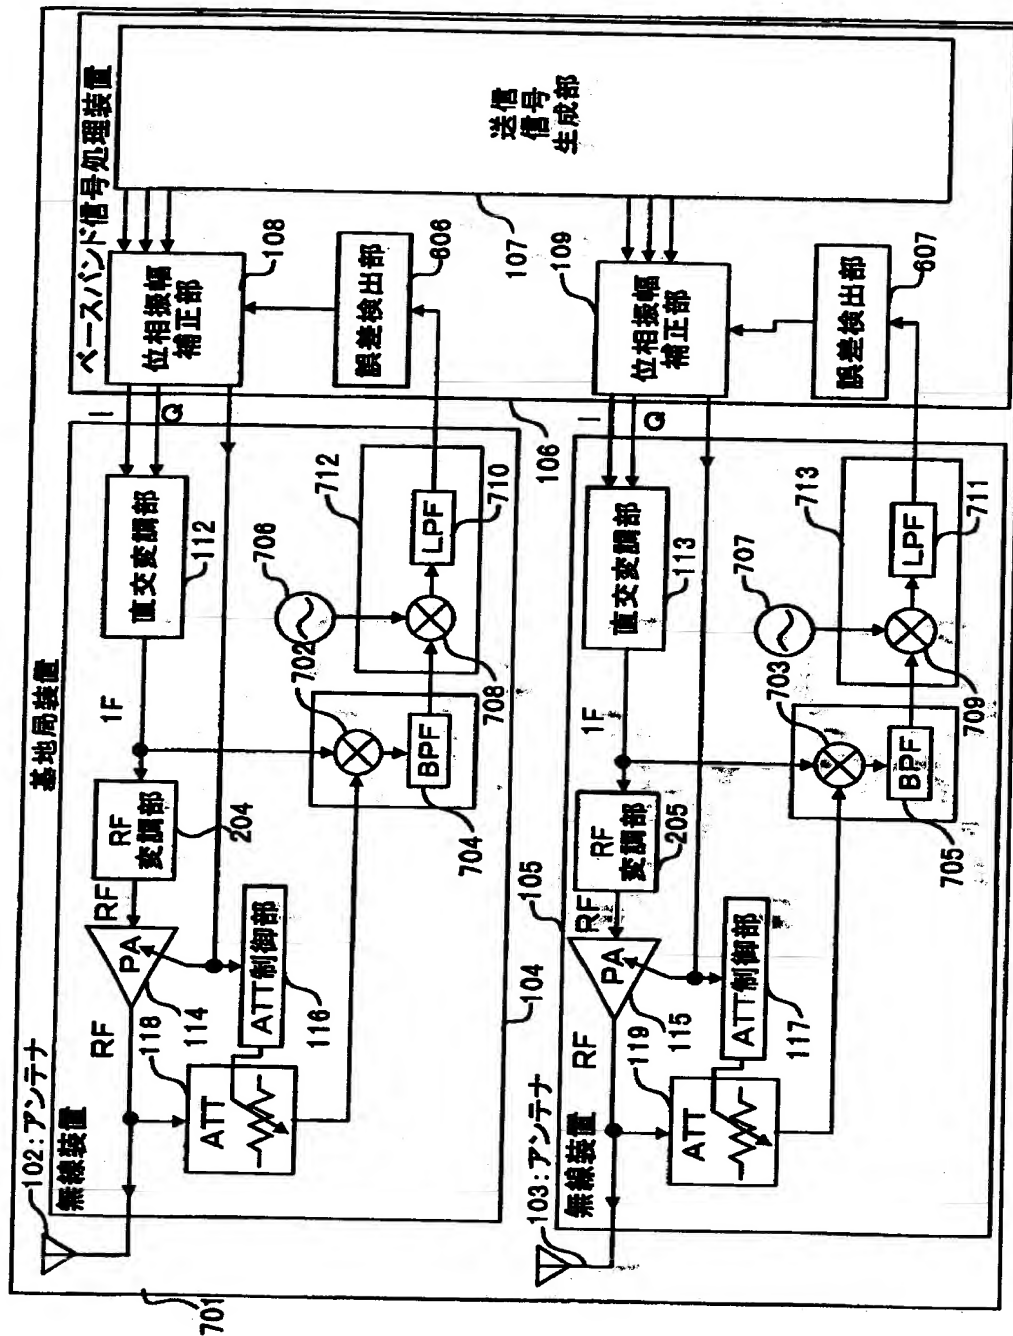 701
基地局装置
102:アンテナ
無線装置
RF
118
ATT
114
PA
116
ATT制御部
104
RF
RF
変調部
204
1F
直交変調部
112
I
Q
702
BPF
704
706
708
LPF
710
712
ベースバンド信号処理装置
位相振幅
補正部
108
誤差検出部
606
106
送信
信号
生成部
107
103:アンテナ
無線装置
RF
119
ATT
115
PA
117
ATT制御部
105
RF
RF
変調部
205
1F
直交変調部
113
I
Q
703
BPF
705
707
709
LPF
711
713
位相振幅
補正部
109
誤差検出部
607